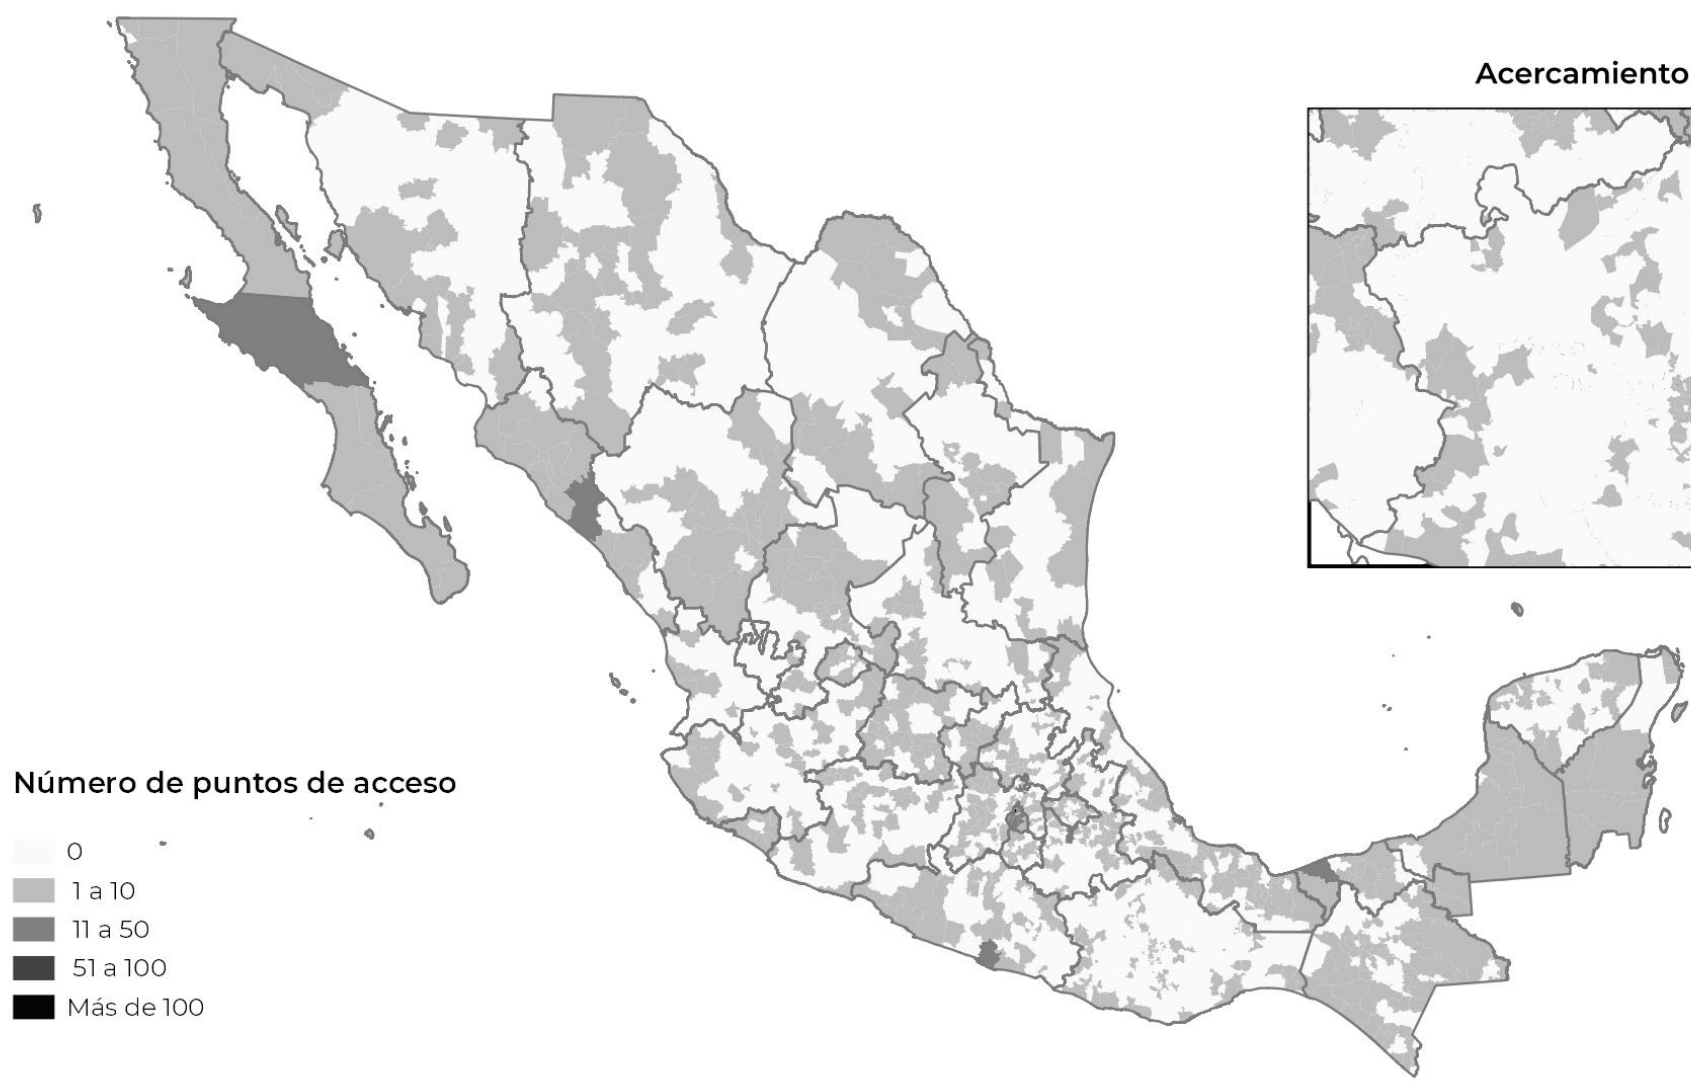 Acercamiento
Número de puntos de acceso
0
1 a 10
11 a 50
51 a 100
Más de 100